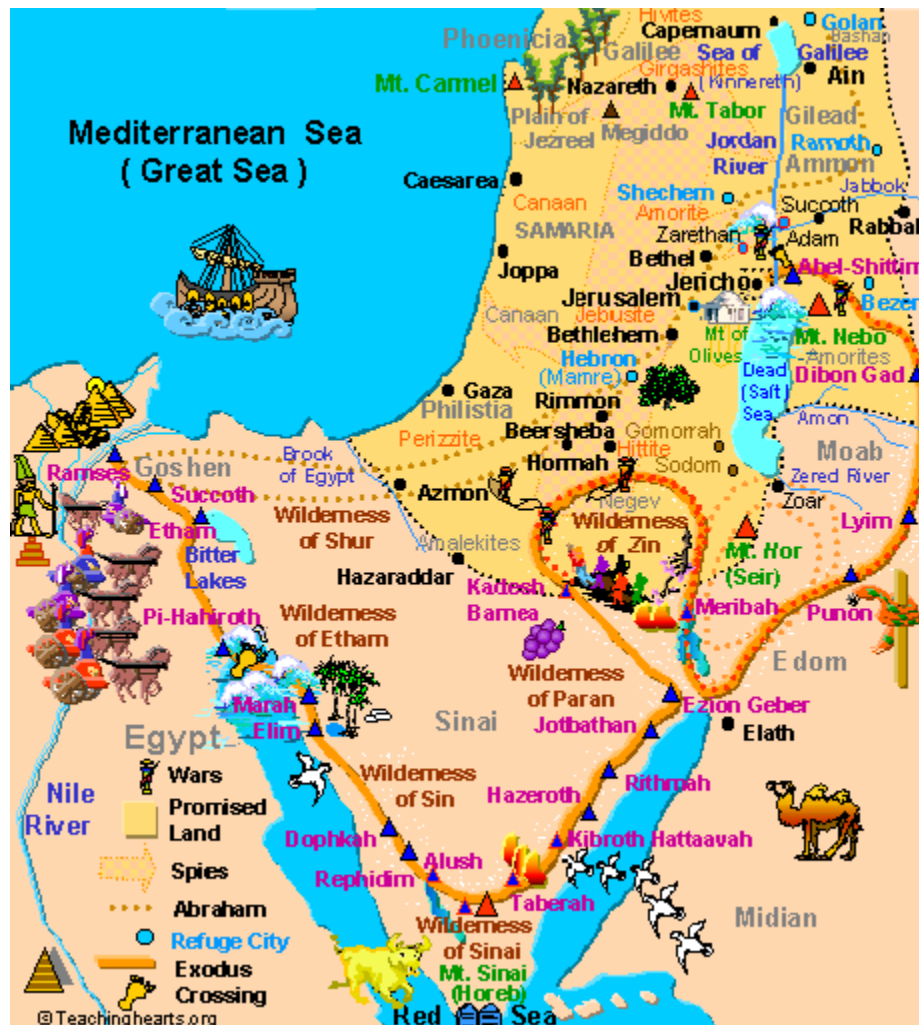 Hivites
Capernaum
Golan
Bashan
Phoenicia
Galilee
Sea of Galilee
(Kinnereth)
Girgashites
Ain
Mt. Carmel
Nazareth
Mt. Tabor
Plain of
Jezreel
Megiddo
Gilead
Mediterranean Sea
( Great Sea )
Jordan
River
Ramoth
Ammon
Caesarea
Shechem
Jabbok
Canaan
Amorite
Succoth
SAMARIA
Zarethan
Adam
Rabbah
Bethel
Joppa
Jericho
Abel-Shittim
Jerusalem
Bezer
Canaan
Jebusite
Bethlehem
Mt of
Olives
Mt. Nebo
Amorites
Hebron
(Mamre)
Dead
(Salt)
Sea
Dibon Gad
Gaza
Rimmon
Philistia
Arnon
Perizzite
Beersheba
Gomorrah
Moab
Hormah
Hittite
Sodom
Zered River
Ramses
Goshen
Brook
of Egypt
Succoth
Azmon
Negev
Zoar
Etham
Wilderness
of Shur
Wilderness
of Zin
Lyim
Bitter
Lakes
Amalekites
Mt. Hor
(Seir)
Hazaraddar
Kadesh
Barnea
Meribah
Punon
Pi-Hahiroth
Wilderness
of Etham
Edom
Wilderness
of Paran
Marah
Ezion Geber
Sinai
Jotbathan
Elath
Egypt
Elim
Wars
Wilderness
of Sin
Rithmah
Nile
River
Promised
Land
Hazeroth
Dophkah
Kibroth Hattaavah
Spies
Alush
Rephidim
Abraham
Taberah
Midian
Refuge City
Wilderness
of Sinai
Exodus
Mt. Sinai
(Horeb)
Crossing
Red Sea
© Teachinghearts.org